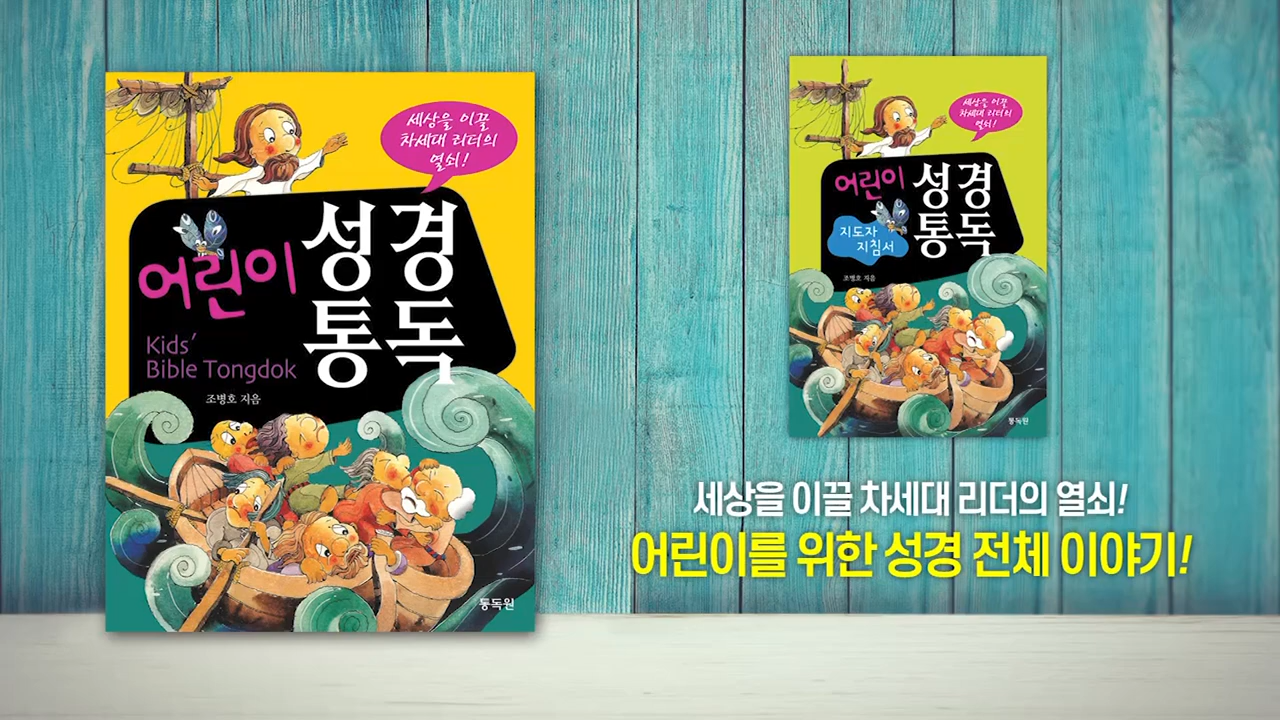 세상을 이끌
차세대 리더의
열쇠!
어린이
성경
통독
Kids'
Bible Tongdok
조병호 지음
통독원
세상을 이끌
차세대 리더의
열쇠!
어린이
성경
통독
지도자
지침서
조병호 지음
통독원
세상을 이끌 차세대 리더의 열쇠!
어린이를 위한 성경 전체 이야기!